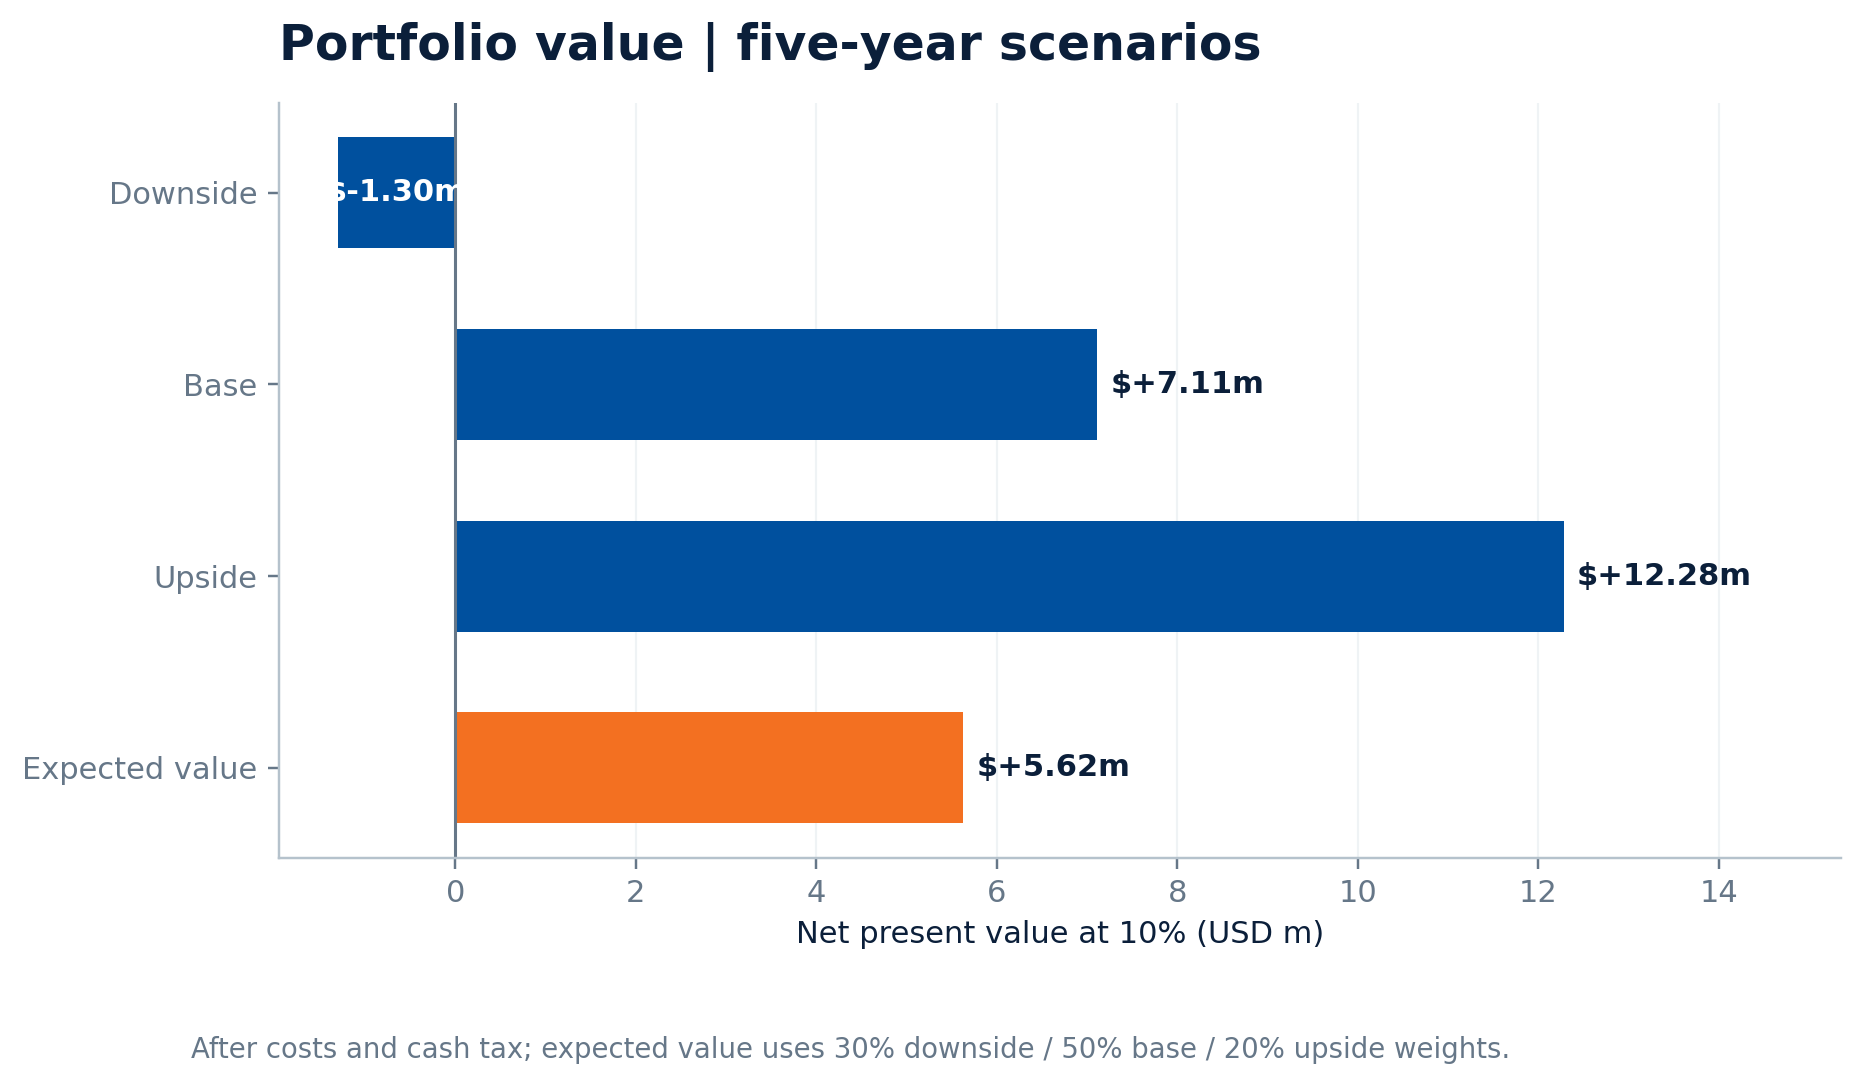 Portfolio value | five-year scenarios
Downside
$-1.30m
Base
$+7.11m
Upside
$+12.28m
Expected value
$+5.62m
0 2 4 6 8 10 12 14
Net present value at 10% (USD m)
After costs and cash tax; expected value uses 30% downside / 50% base / 20% upside weights.